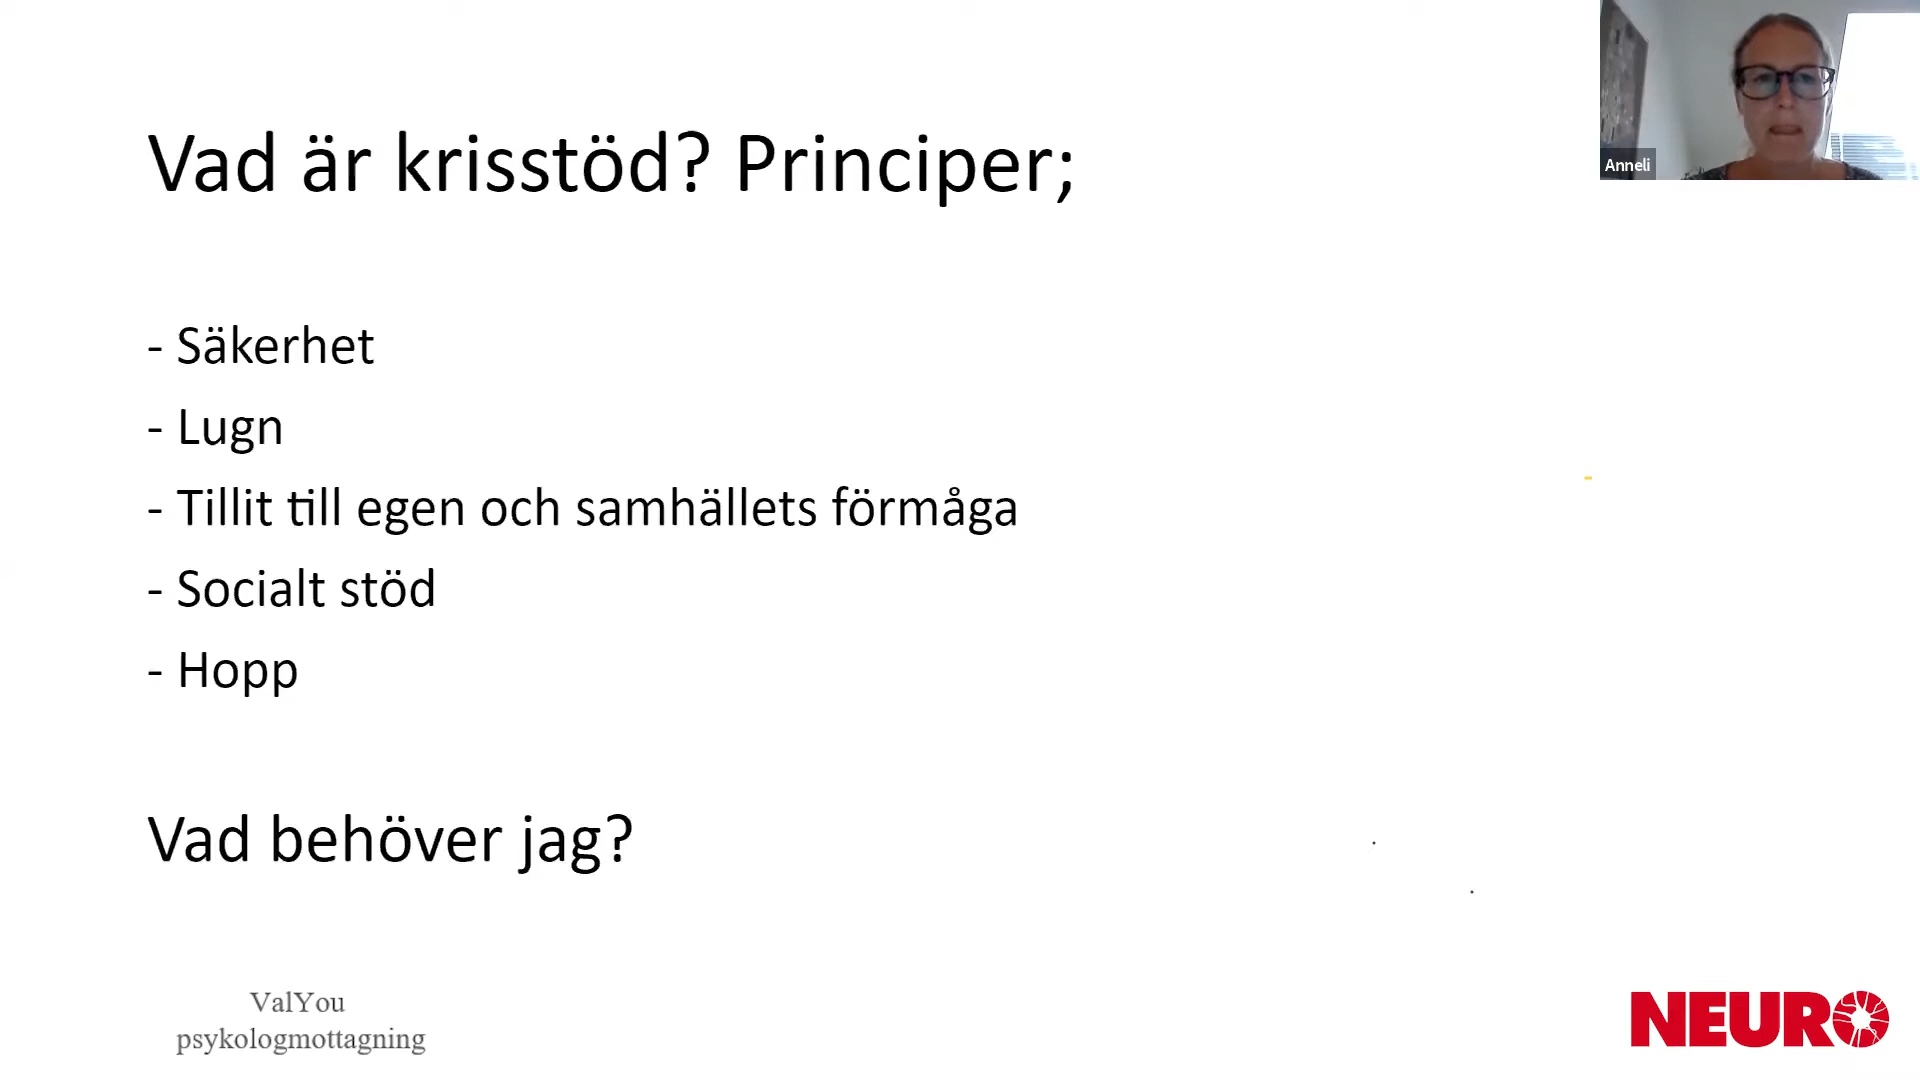 Vad är krisstöd? Principer;
- Säkerhet
- Lugn
- Tillit till egen och samhällets förmåga
- Socialt stöd
- Hopp
Vad behöver jag?
Anneli
ValYou
psykologmottagning
NEURO